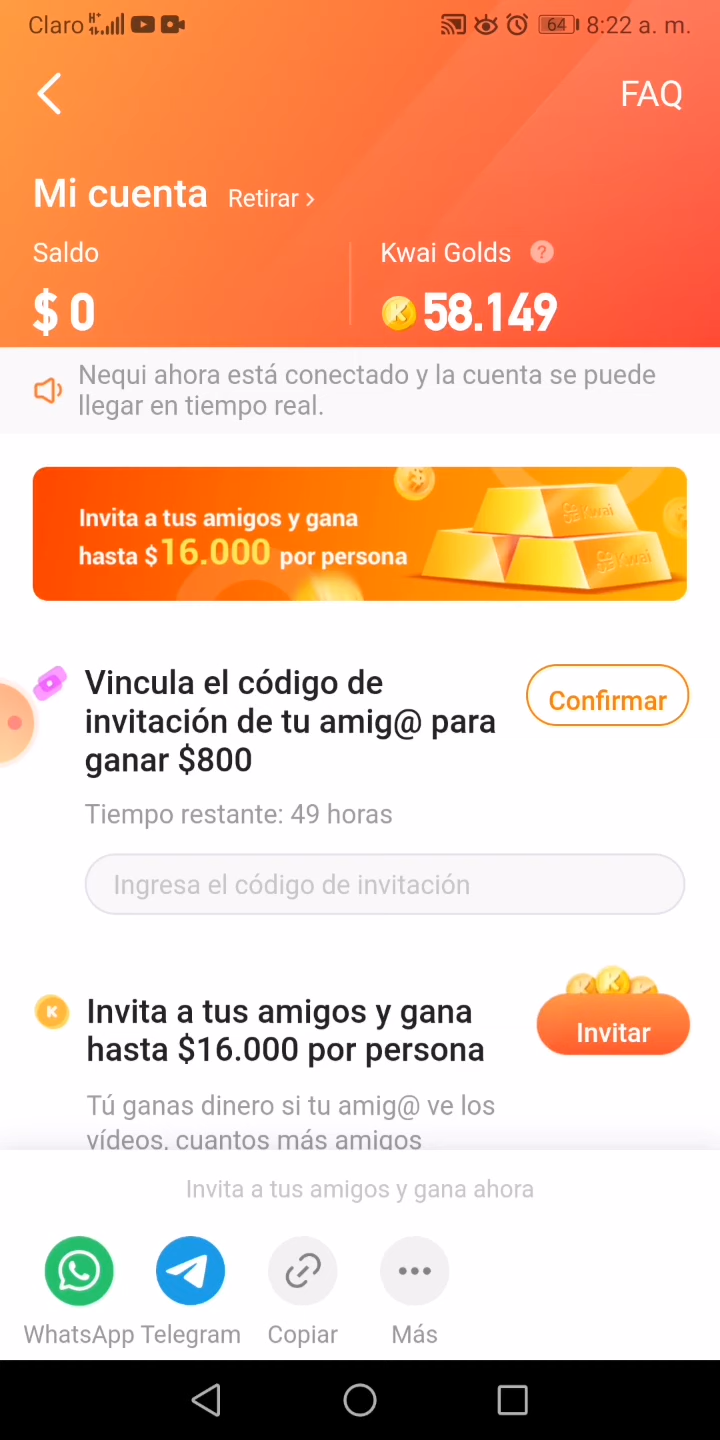 Claro H+ 64 8:22 a. m.
FAQ
Mi cuenta Retirar >
Saldo Kwai Golds ?
$ 0 K 58.149
Nequi ahora está conectado y la cuenta se puede
llegar en tiempo real.
Invita a tus amigos y gana
hasta $16.000 por persona
Kwai
Kwai
Vincula el código de
invitación de tu amig@ para
ganar $800
Confirmar
Tiempo restante: 49 horas
Ingresa el código de invitación
Invita a tus amigos y gana
hasta $16.000 por persona
Invitar
Tú ganas dinero si tu amig@ ve los
vídeos, cuantos más amigos
Invita a tus amigos y gana ahora
WhatsApp Telegram Copiar Más